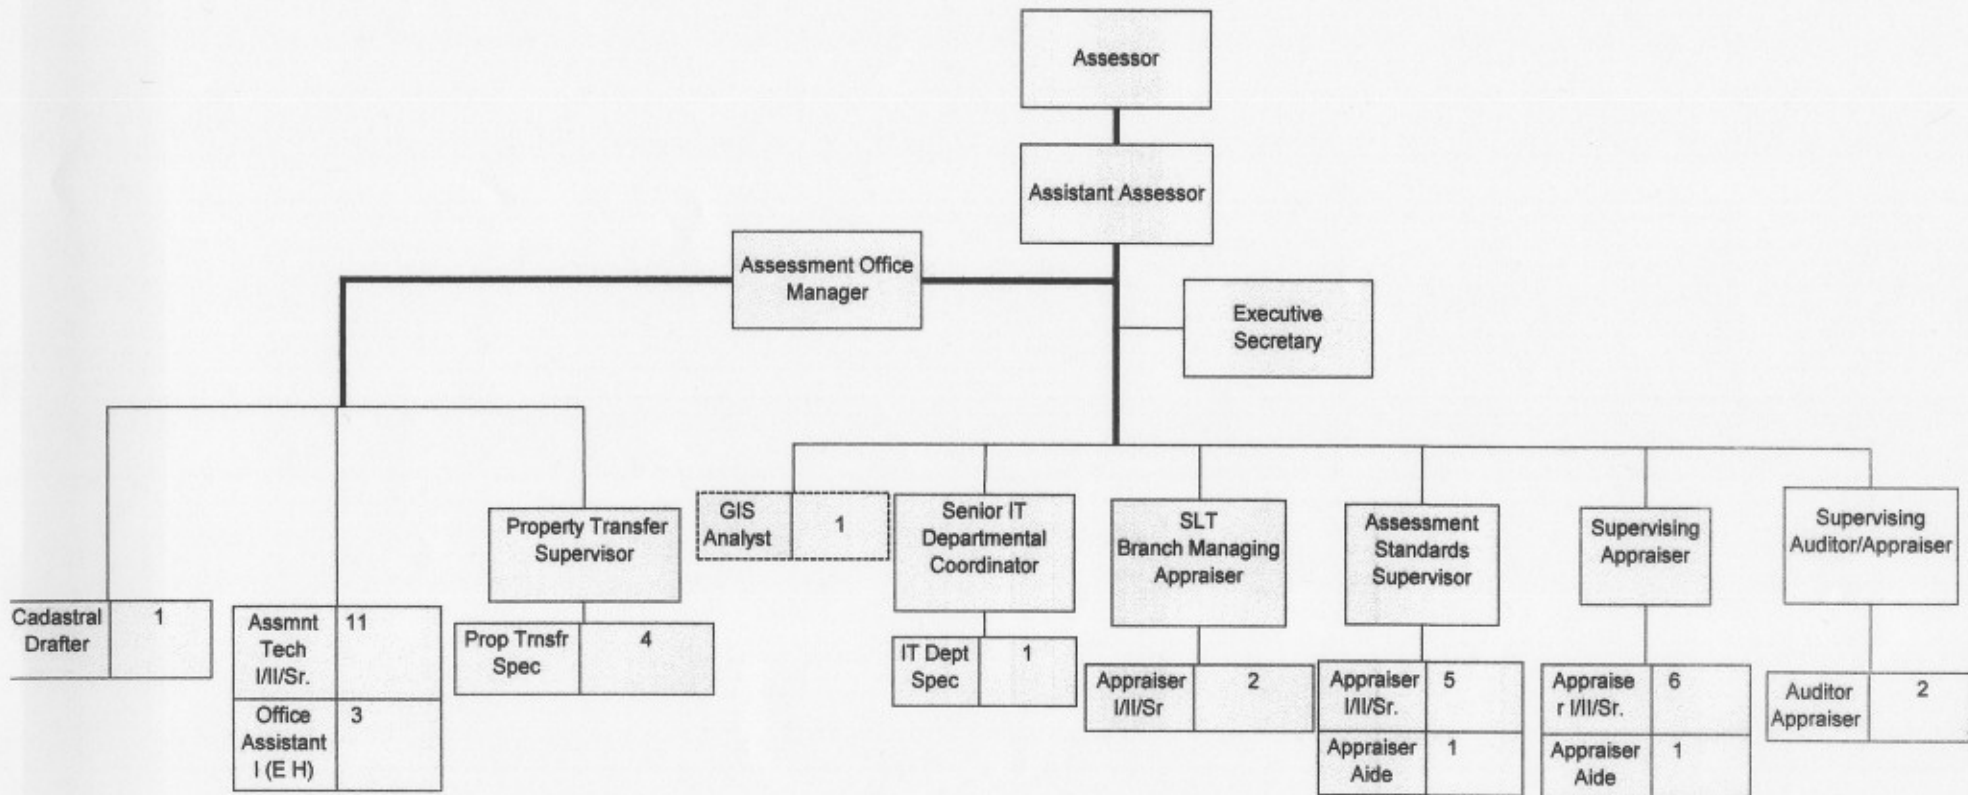 Assessor
Assistant Assessor
Assessment Office
Manager
Executive
Secretary
Property Transfer
Supervisor
GIS
Analyst
1
Senior IT
Departmental
Coordinator
SLT
Branch Managing
Appraiser
Assessment
Standards
Supervisor
Supervising
Appraiser
Supervising
Auditor/Appraiser
Cadastral
Drafter
1
Assmnt
Tech
I/II/Sr.
11
Office
Assistant
I (E H)
3
Prop Trnsfr
Spec
4
IT Dept
Spec
1
Appraiser
I/II/Sr
2
Appraiser
I/II/Sr.
5
Appraiser
Aide
1
Appraise
r I/II/Sr.
6
Appraiser
Aide
1
Auditor
Appraiser
2